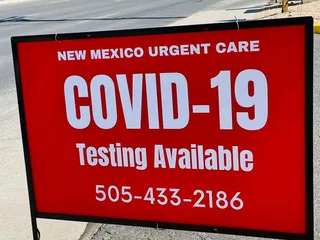 NEW MEXICO URGENT CARE
COVID-19
Testing Available
505-433-2186